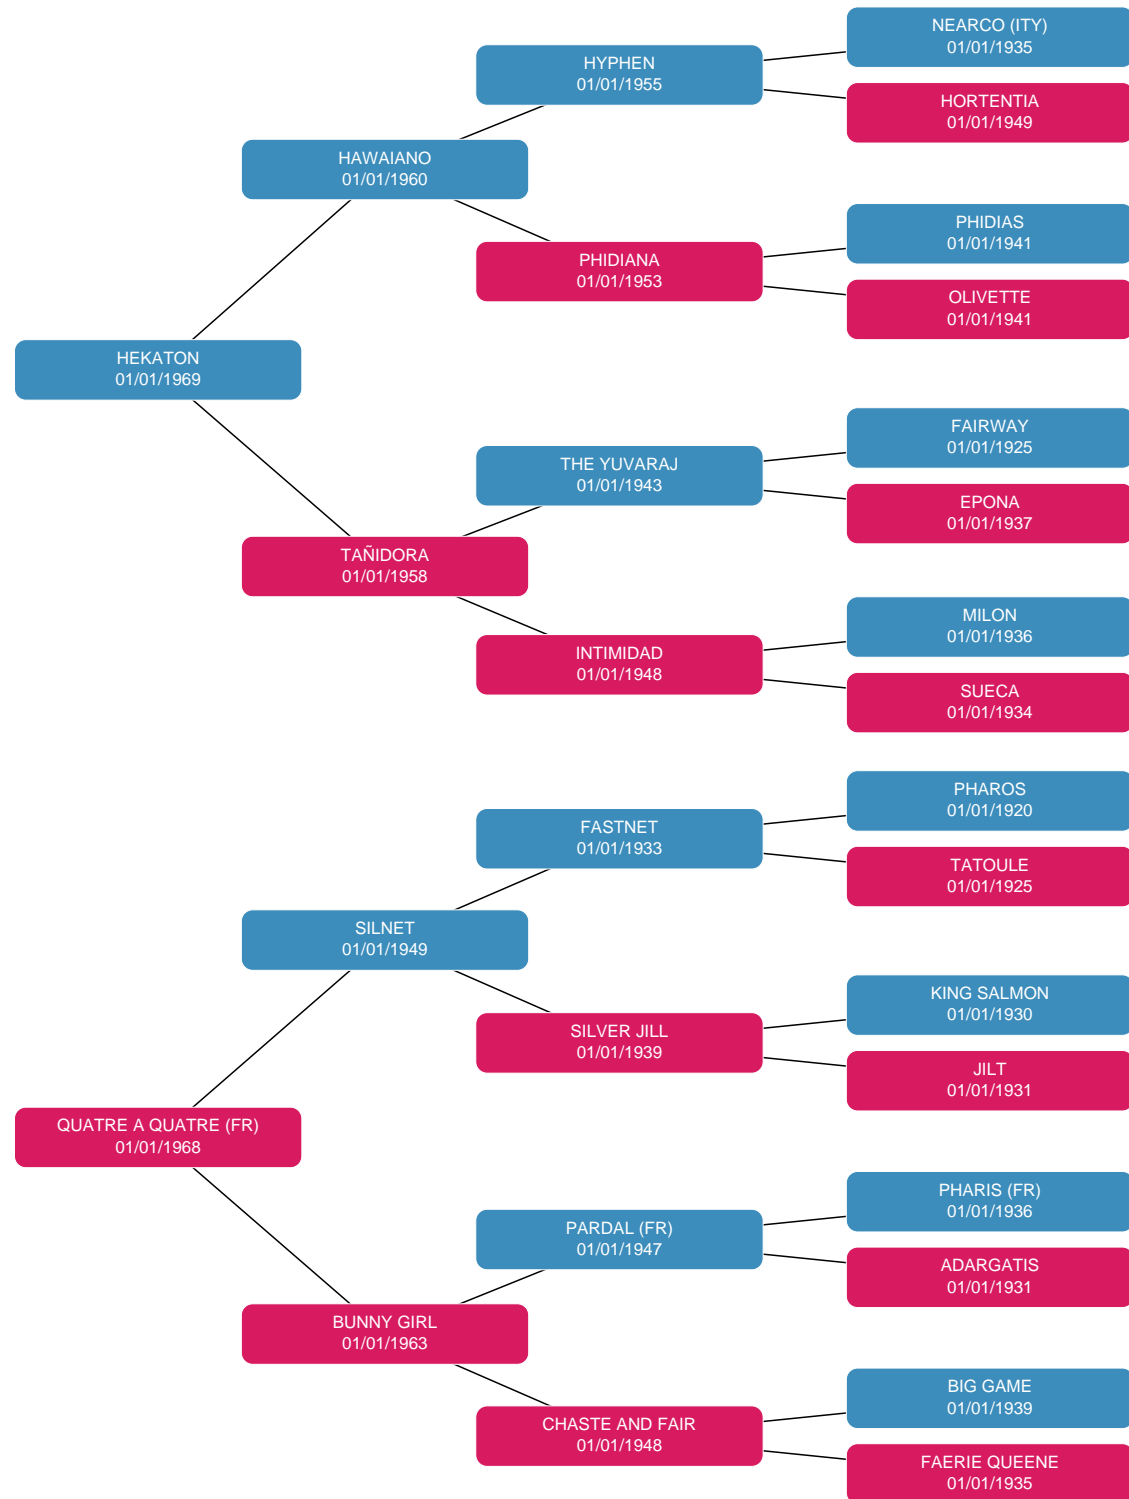 NEARCO (ITY)
01/01/1935
HYPHEN
01/01/1955
HORTENTIA
01/01/1949
HAWAIANO
01/01/1960
PHIDIAS
01/01/1941
PHIDIANA
01/01/1953
OLIVETTE
01/01/1941
HEKATON
01/01/1969
FAIRWAY
01/01/1925
THE YUVARAJ
01/01/1943
EPONA
01/01/1937
TAÑIDORA
01/01/1958
MILON
01/01/1936
INTIMIDAD
01/01/1948
SUECA
01/01/1934
PHAROS
01/01/1920
FASTNET
01/01/1933
TATOULE
01/01/1925
SILNET
01/01/1949
KING SALMON
01/01/1930
SILVER JILL
01/01/1939
JILT
01/01/1931
QUATRE A QUATRE (FR)
01/01/1968
PHARIS (FR)
01/01/1936
PARDAL (FR)
01/01/1947
ADARGATIS
01/01/1931
BUNNY GIRL
01/01/1963
BIG GAME
01/01/1939
CHASTE AND FAIR
01/01/1948
FAERIE QUEENE
01/01/1935